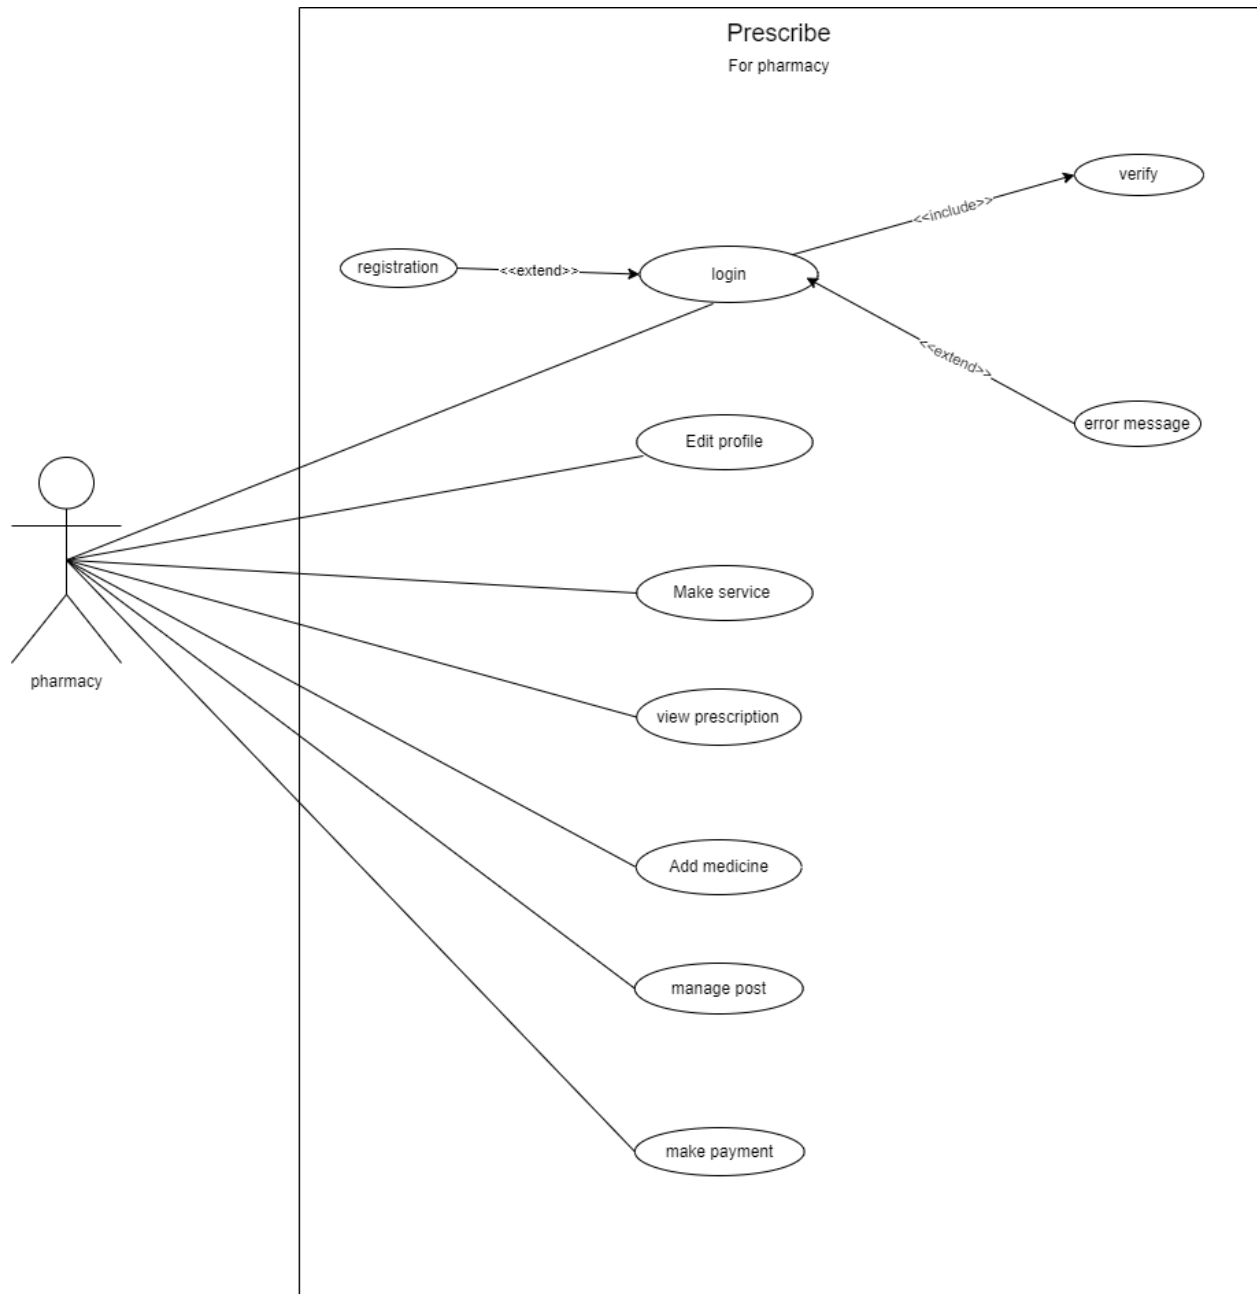 Prescribe
For pharmacy
verify
<<include>>
registration
<<extend>>
login
<<extend>>
error message
Edit profile
Make service
pharmacy
view prescription
Add medicine
manage post
make payment